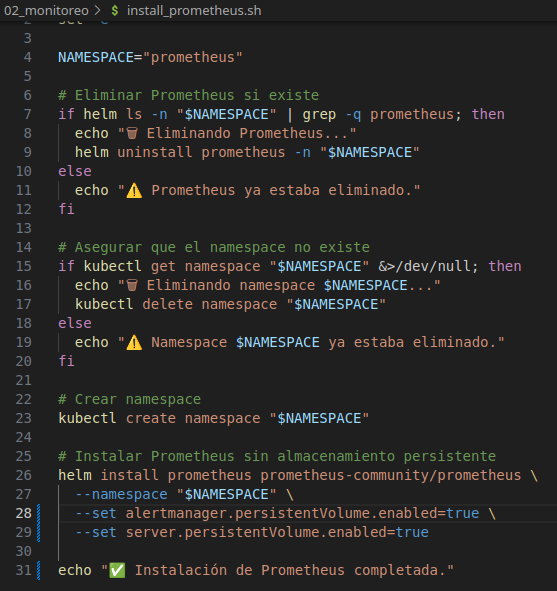 02_monitoreo > $ install_prometheus.sh
2 set -e
3
4 NAMESPACE="prometheus"
5
6 # Eliminar Prometheus si existe
7 if helm ls -n "$NAMESPACE" | grep -q prometheus; then
8 echo "🗑️ Eliminando Prometheus..."
9 helm uninstall prometheus -n "$NAMESPACE"
10 else
11 echo "⚠️ Prometheus ya estaba eliminado."
12 fi
13
14 # Asegurar que el namespace no existe
15 if kubectl get namespace "$NAMESPACE" &>/dev/null; then
16 echo "🗑️ Eliminando namespace $NAMESPACE..."
17 kubectl delete namespace "$NAMESPACE"
18 else
19 echo "⚠️ Namespace $NAMESPACE ya estaba eliminado."
20 fi
21
22 # Crear namespace
23 kubectl create namespace "$NAMESPACE"
24
25 # Instalar Prometheus sin almacenamiento persistente
26 helm install prometheus prometheus-community/prometheus \
27 --namespace "$NAMESPACE" \
28 --set alertmanager.persistentVolume.enabled=true \
29 --set server.persistentVolume.enabled=true
30
31 echo "✅ Instalación de Prometheus completada."